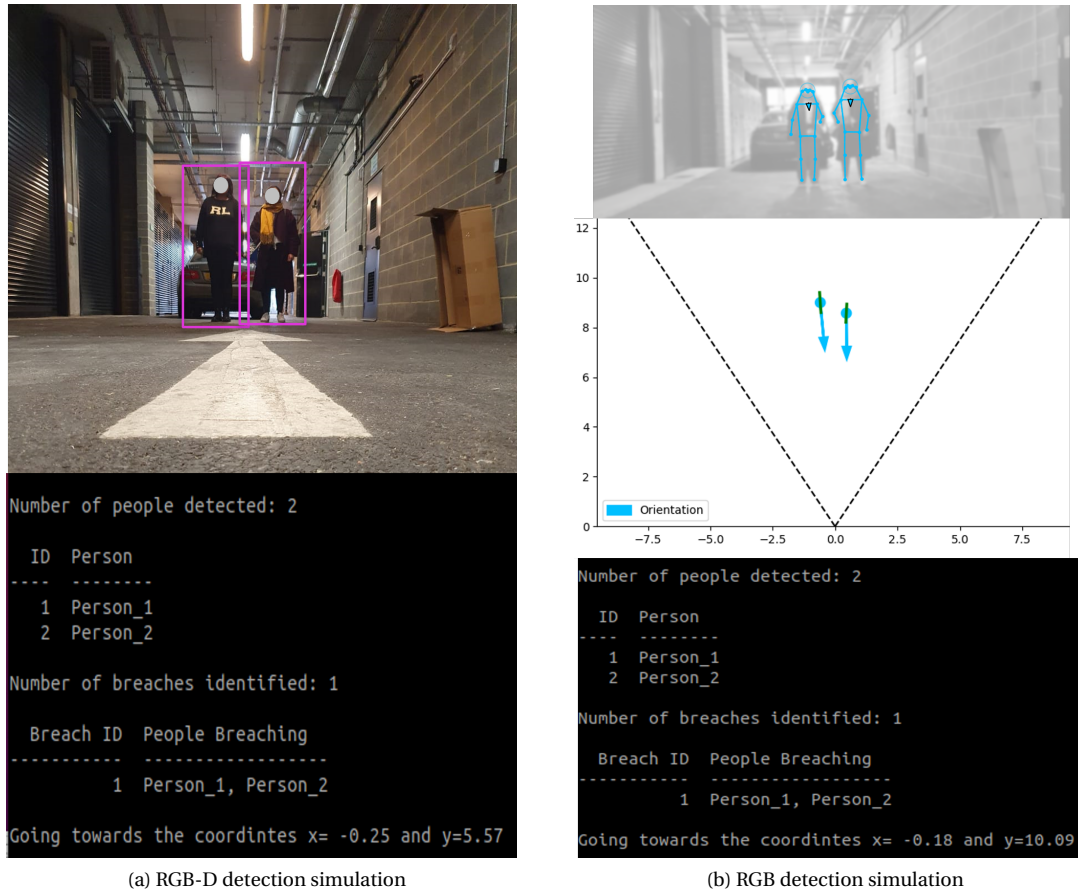 RL
Number of people detected: 2
ID Person
---- --------
1 Person_1
2 Person_2
Number of breaches identified: 1
Breach ID People Breaching
----------- ------------------
1 Person_1, Person_2
Going towards the coordintes x= -0.25 and y=5.57
(a) RGB-D detection simulation
12
10
8
6
4
2
0
Orientation
−7.5 −5.0 −2.5 0.0 2.5 5.0 7.5
Number of people detected: 2
ID Person
---- --------
1 Person_1
2 Person_2
Number of breaches identified: 1
Breach ID People Breaching
----------- ------------------
1 Person_1, Person_2
Going towards the coordintes x= -0.18 and y=10.09
(b) RGB detection simulation